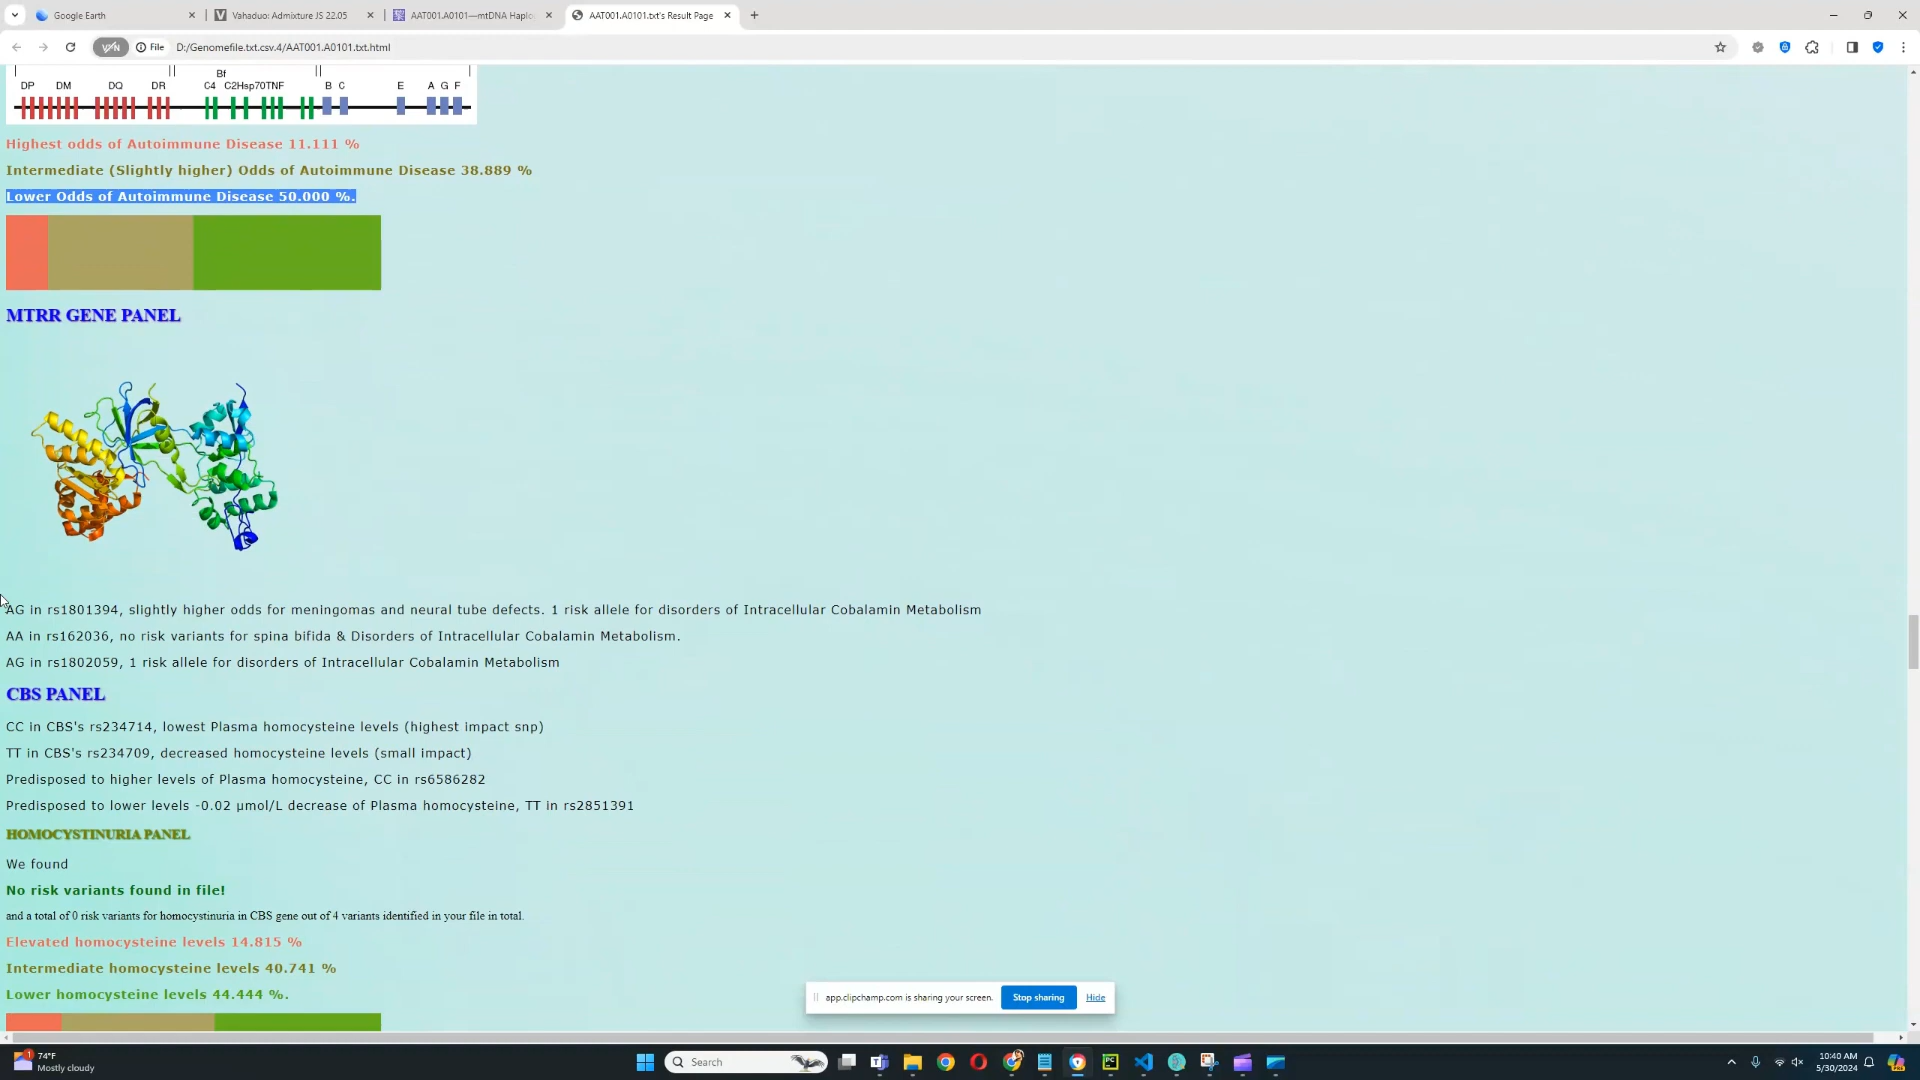 Google Earth
Vahaduo: Admixture JS 22.05
AAT001.A0101—mtDNA Haplo
AAT001.A0101.txt's Result Page
VPN
File
D:/Genomefile.txt.csv.4/AAT001.A0101.txt.html
Bf
DP DM DQ DR C4 C2Hsp70TNF B C E A G F
Highest odds of Autoimmune Disease 11.111 %
Intermediate (Slightly higher) Odds of Autoimmune Disease 38.889 %
Lower Odds of Autoimmune Disease 50.000 %.
MTRR GENE PANEL
AG in rs1801394, slightly higher odds for meningomas and neural tube defects. 1 risk allele for disorders of Intracellular Cobalamin Metabolism
AA in rs162036, no risk variants for spina bifida & Disorders of Intracellular Cobalamin Metabolism.
AG in rs1802059, 1 risk allele for disorders of Intracellular Cobalamin Metabolism
CBS PANEL
CC in CBS's rs234714, lowest Plasma homocysteine levels (highest impact snp)
TT in CBS's rs234709, decreased homocysteine levels (small impact)
Predisposed to higher levels of Plasma homocysteine, CC in rs6586282
Predisposed to lower levels -0.02 µmol/L decrease of Plasma homocysteine, TT in rs2851391
HOMOCYSTINURIA PANEL
We found
No risk variants found in file!
and a total of 0 risk variants for homocystinuria in CBS gene out of 4 variants identified in your file in total.
Elevated homocysteine levels 14.815 %
Intermediate homocysteine levels 40.741 %
Lower homocysteine levels 44.444 %.
app.clipchamp.com is sharing your screen.
Stop sharing
Hide
1
74°F
Mostly cloudy
Search
10:40 AM
5/30/2024